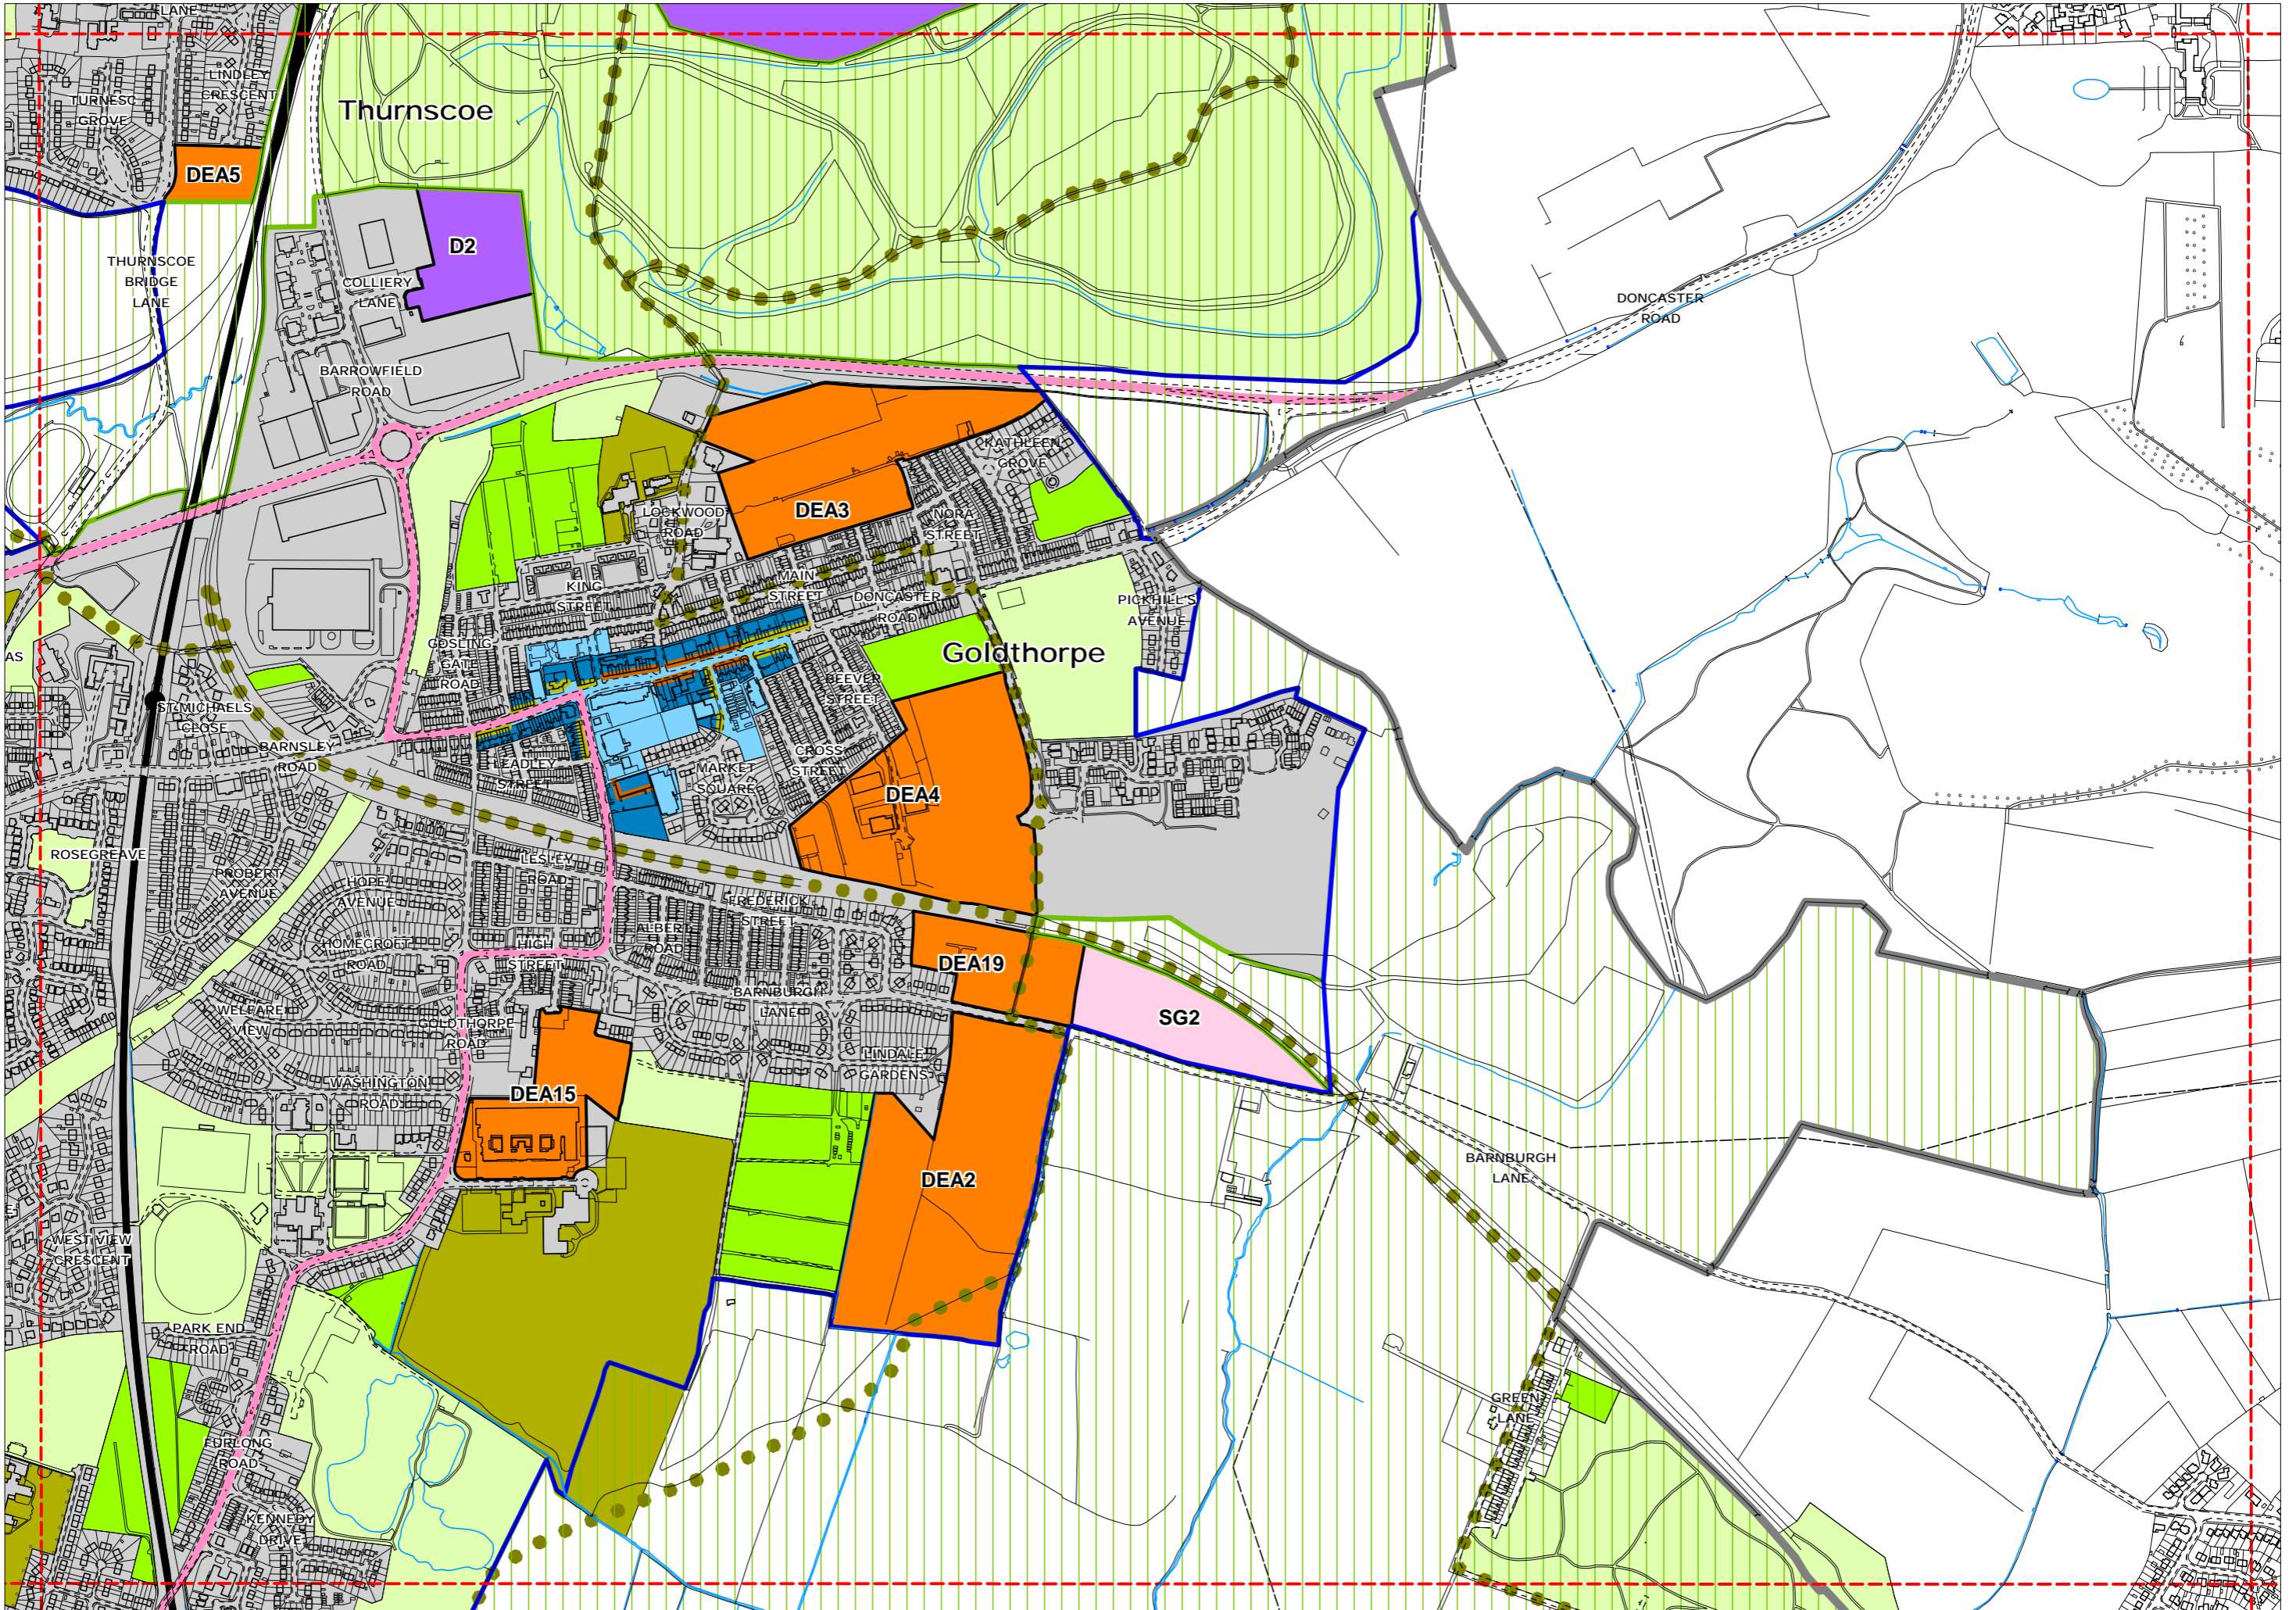 LANE
LINDLEY
CRESCENT
TURNESC
GROVE
Thurnscoe
DEA5
D2
THURNSCOE
BRIDGE
LANE
COLLIERY
LANE
DONCASTER
ROAD
BARROWFIELD
ROAD
KATHLEEN
GROVE
LOCKWOOD
ROAD
DEA3
NORA
STREET
KING
STREET
MAIN
STREET
DONCASTER
ROAD
PICKHILL'S
AVENUE
GOSLING
GATE
ROAD
Goldthorpe
AS
BEEVER
STREET
ST MICHAELS
CLOSE
BARNSLEY
ROAD
LEADLEY
STREET
CROSS
STREET
MARKET
SQUARE
DEA4
ROSEGREAVE
PROBERT
AVENUE
HOPE
AVENUE
LESLEY
ROAD
FREDERICK
STREET
ALBERT
ROAD
HOMECROFT
ROAD
HIGH
STREET
DEA19
BARNBURGH
LANE
WELFARE
VIEW
GOLDTHORPE
ROAD
SG2
LINDALE
GARDENS
WASHINGTON
ROAD
DEA15
BARNBURGH
LANE
DEA2
E
WEST VIEW
CRESCENT
PARK END
ROAD
GREEN
LANE
FURLONG
ROAD
KENNEDY
DRIVE